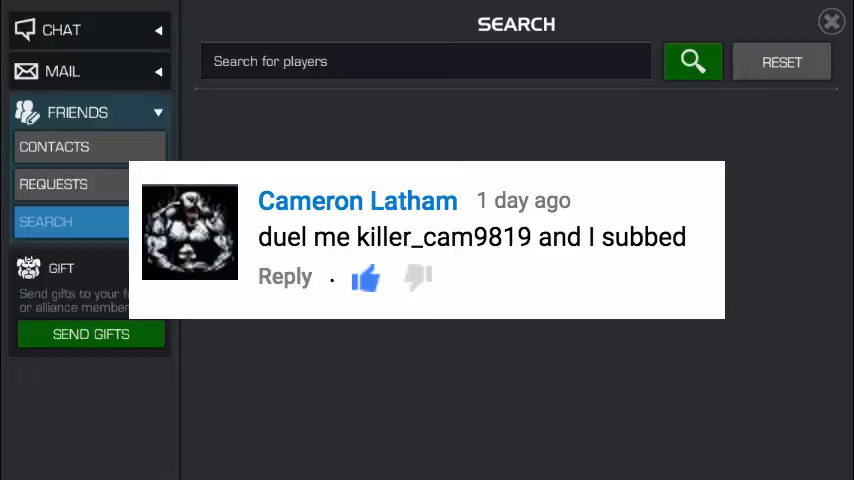 SEARCH
CHAT
Search for players
RESET
MAIL
FRIENDS
CONTACTS
REQUESTS
SEARCH
Cameron Latham 1 day ago
duel me killer_cam9819 and I subbed
Reply
GIFT
Send gifts to your f
or alliance member
SEND GIFTS